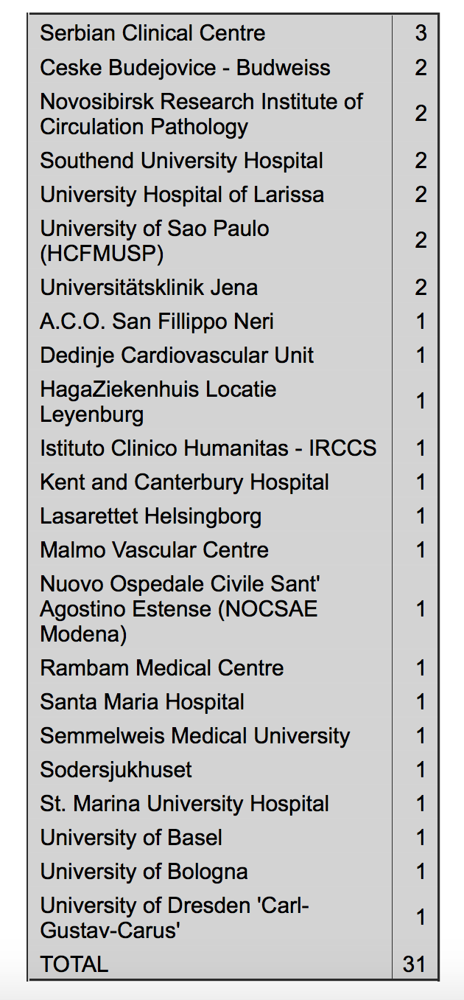 Serbian Clinical Centre 3
Ceske Budejovice - Budweiss 2
Novosibirsk Research Institute of
Circulation Pathology 2
Southend University Hospital 2
University Hospital of Larissa 2
University of Sao Paulo
(HCFMUSP) 2
Universitätsklinik Jena 2
A.C.O. San Fillippo Neri 1
Dedinje Cardiovascular Unit 1
HagaZiekenhuis Locatie
Leyenburg 1
Istituto Clinico Humanitas - IRCCS 1
Kent and Canterbury Hospital 1
Lasarettet Helsingborg 1
Malmo Vascular Centre 1
Nuovo Ospedale Civile Sant'
Agostino Estense (NOCSAE 1
Modena)
Rambam Medical Centre 1
Santa Maria Hospital 1
Semmelweis Medical University 1
Sodersjukhuset 1
St. Marina University Hospital 1
University of Basel 1
University of Bologna 1
University of Dresden 'Carl-
Gustav-Carus' 1
TOTAL 31